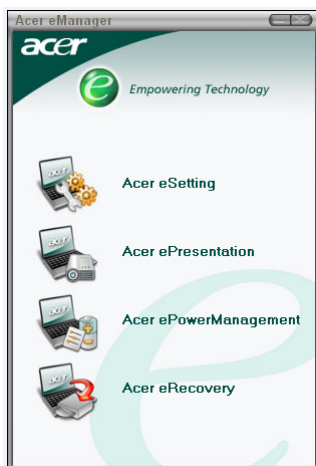 Acer eManager
acer
e Empowering Technology
Acer eSetting
Acer ePresentation
Acer ePowerManagement
Acer eRecovery